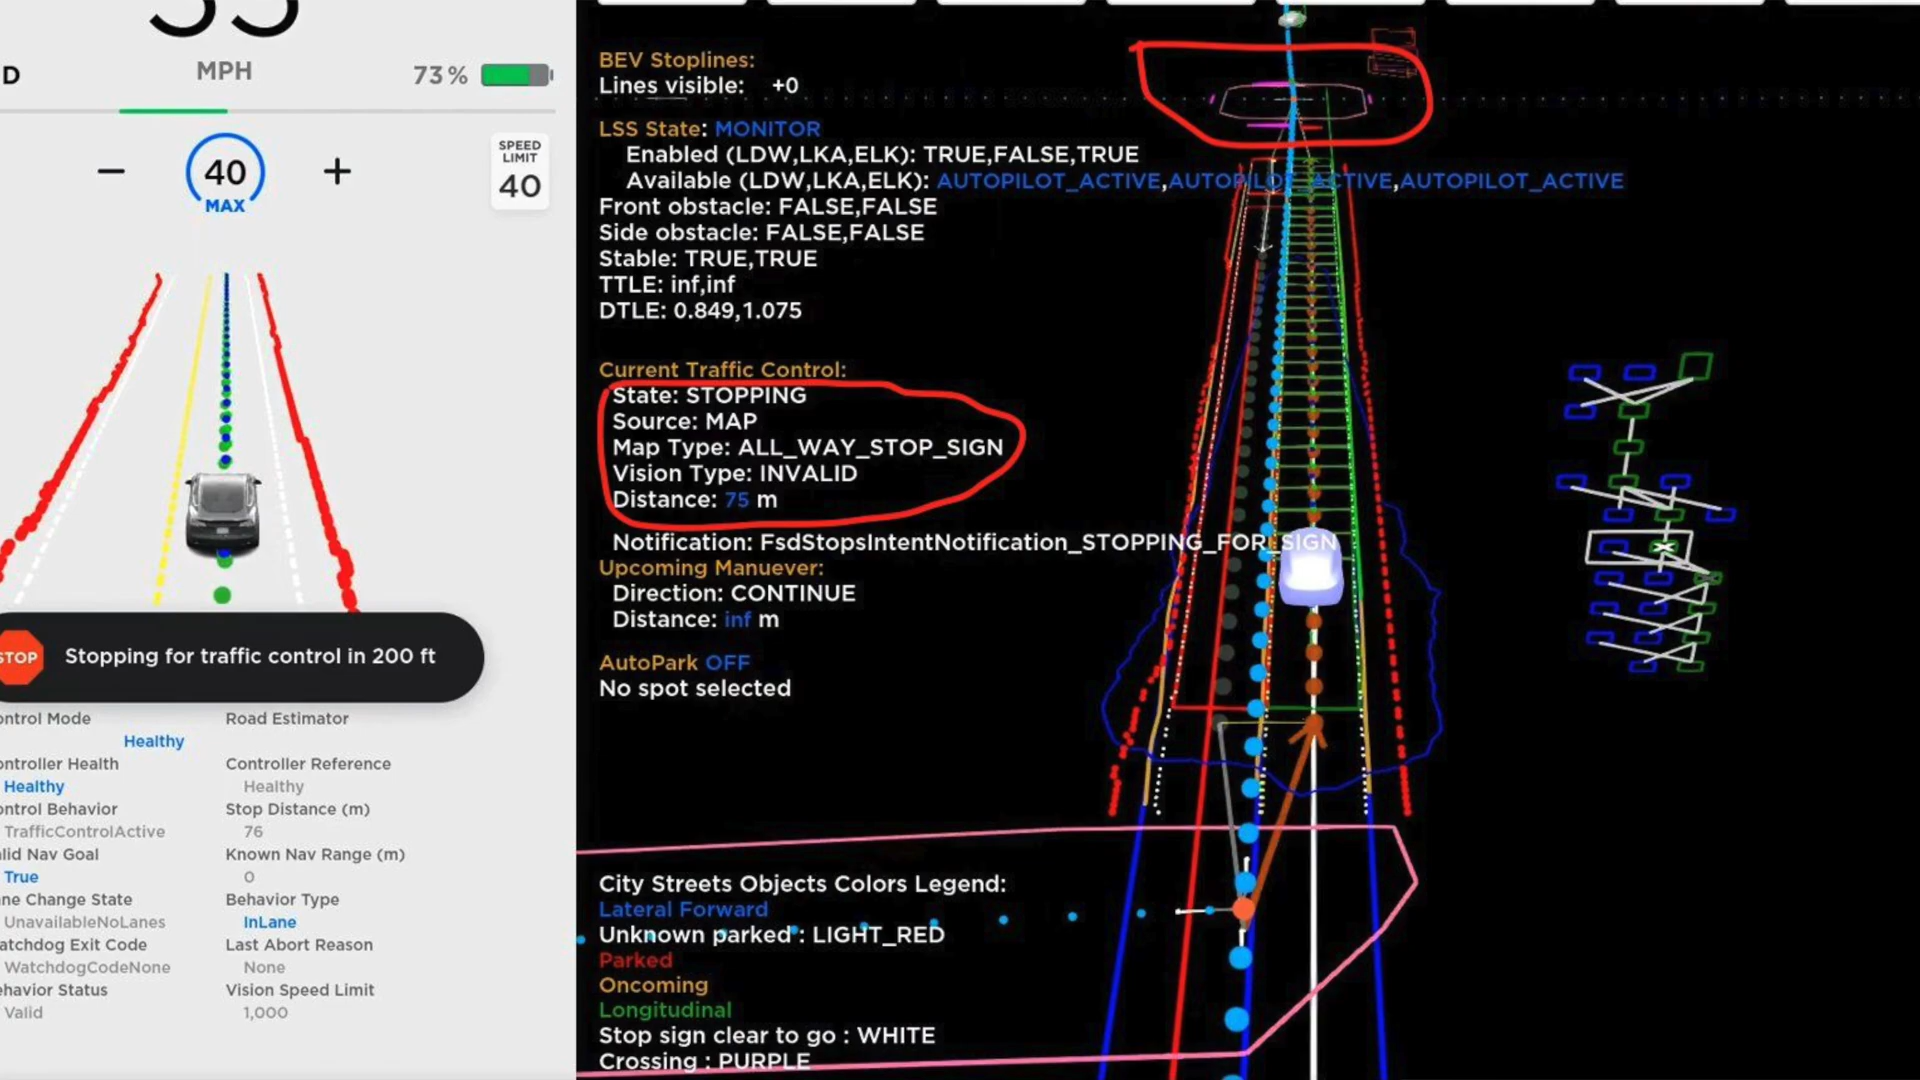 MPH
D
73%
40
MAX
SPEED
LIMIT
40
STOP
Stopping for traffic control in 200 ft
ontrol Mode
Healthy
ontroller Health
Healthy
ontrol Behavior
TrafficControlActive
lid Nav Goal
True
ne Change State
UnavailableNoLanes
atchdog Exit Code
WatchdogCodeNone
ehavior Status
Valid
Road Estimator
Controller Reference
Healthy
Stop Distance (m)
76
Known Nav Range (m)
0
Behavior Type
InLane
Last Abort Reason
None
Vision Speed Limit
1,000
BEV Stoplines:
Lines visible: +0
LSS State: MONITOR
Enabled (LDW,LKA,ELK): TRUE,FALSE,TRUE
Available (LDW,LKA,ELK): AUTOPILOT_ACTIVE,AUTOPILOT_ACTIVE,AUTOPILOT_ACTIVE
Front obstacle: FALSE,FALSE
Side obstacle: FALSE,FALSE
Stable: TRUE,TRUE
TTLE: inf,inf
DTLE: 0.849,1.075
Current Traffic Control:
State: STOPPING
Source: MAP
Map Type: ALL_WAY_STOP_SIGN
Vision Type: INVALID
Distance: 75 m
Notification: FsdStopsIntentNotification_STOPPING_FOR_SIGN
Upcoming Manuever:
Direction: CONTINUE
Distance: inf m
AutoPark OFF
No spot selected
City Streets Objects Colors Legend:
Lateral Forward
Unknown parked : LIGHT_RED
Parked
Oncoming
Longitudinal
Stop sign clear to go : WHITE
Crossing : PURPLE